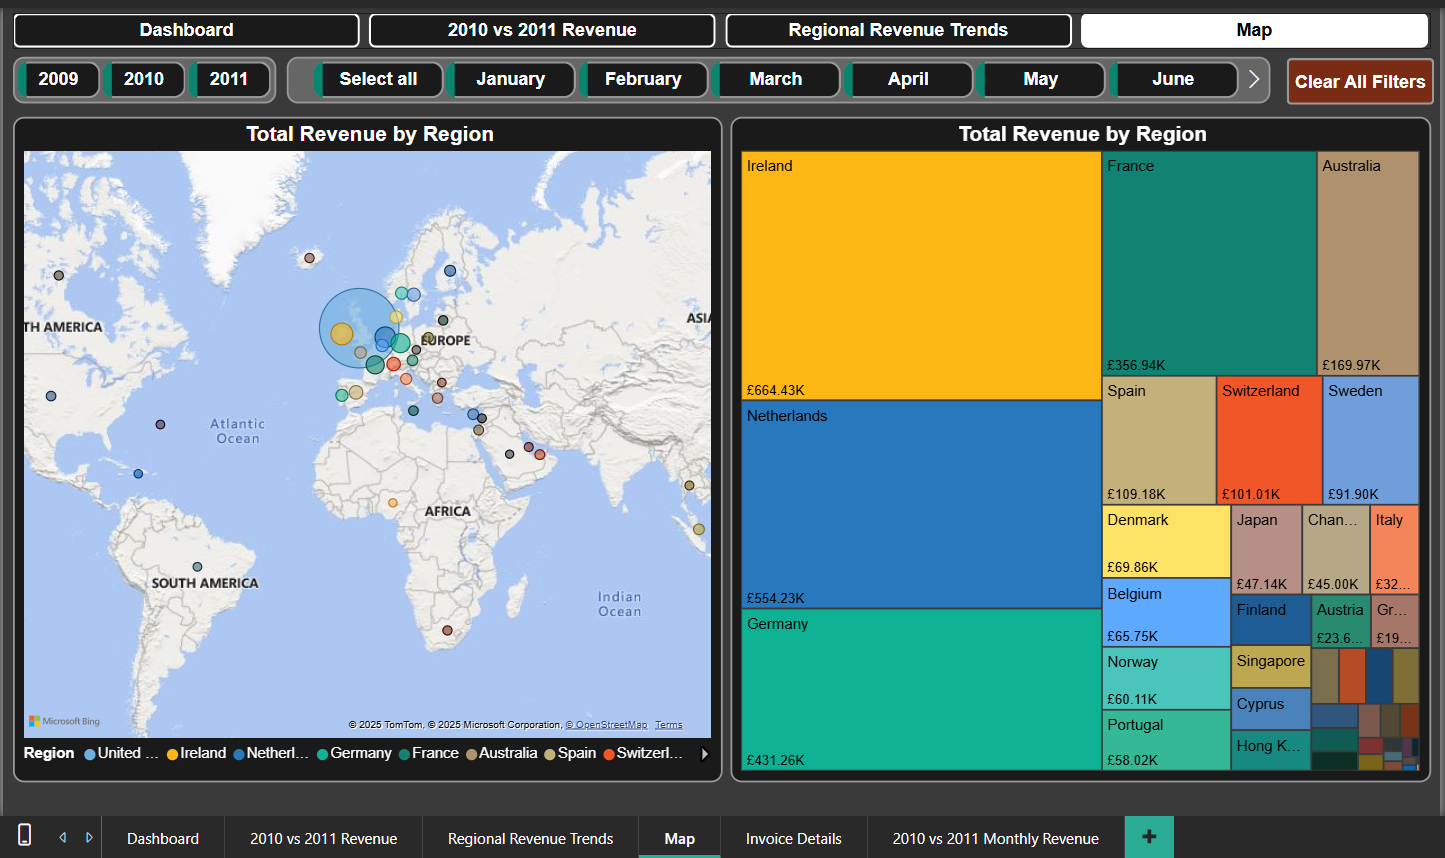 Dashboard
2010 vs 2011 Revenue
Regional Revenue Trends
Map
2009
2010
2011
Select all
January
February
March
April
May
June
Clear All Filters
Total Revenue by Region
TH AMERICA
Atlantic
Ocean
SOUTH AMERICA
EUROPE
AFRICA
ASIA
Indian
Ocean
Microsoft Bing
© 2025 TomTom, © 2025 Microsoft Corporation, © OpenStreetMap Terms
Region
United ...
Ireland
Netherl...
Germany
France
Australia
Spain
Switzerl...
Total Revenue by Region
Ireland
£664.43K
Netherlands
£554.23K
Germany
£431.26K
France
£356.94K
Australia
£169.97K
Spain
£109.18K
Switzerland
£101.01K
Sweden
£91.90K
Denmark
£69.86K
Belgium
£65.75K
Norway
£60.11K
Portugal
£58.02K
Japan
£47.14K
Chan...
£45.00K
Italy
£32...
Finland
Austria
£23.6...
Gr...
£19...
Singapore
Cyprus
Hong K...
Dashboard
2010 vs 2011 Revenue
Regional Revenue Trends
Map
Invoice Details
2010 vs 2011 Monthly Revenue